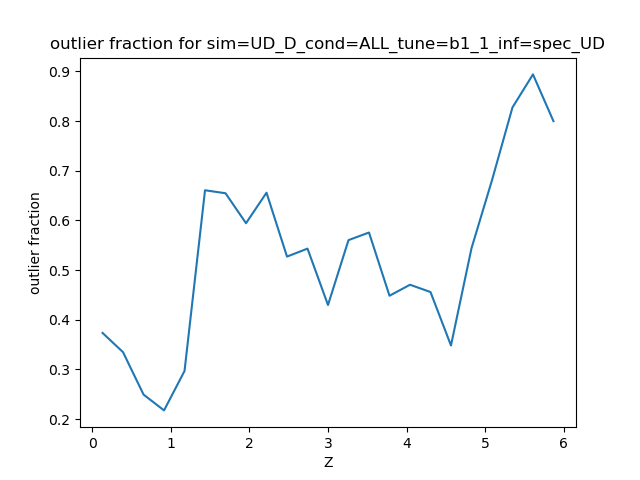 outlier fraction for sim=UD_D_cond=ALL_tune=b1_1_inf=spec_UD
0.9
0.8
0.7
0.6
0.5
0.4
0.3
0.2
outlier fraction
0 1 2 3 4 5 6
Z